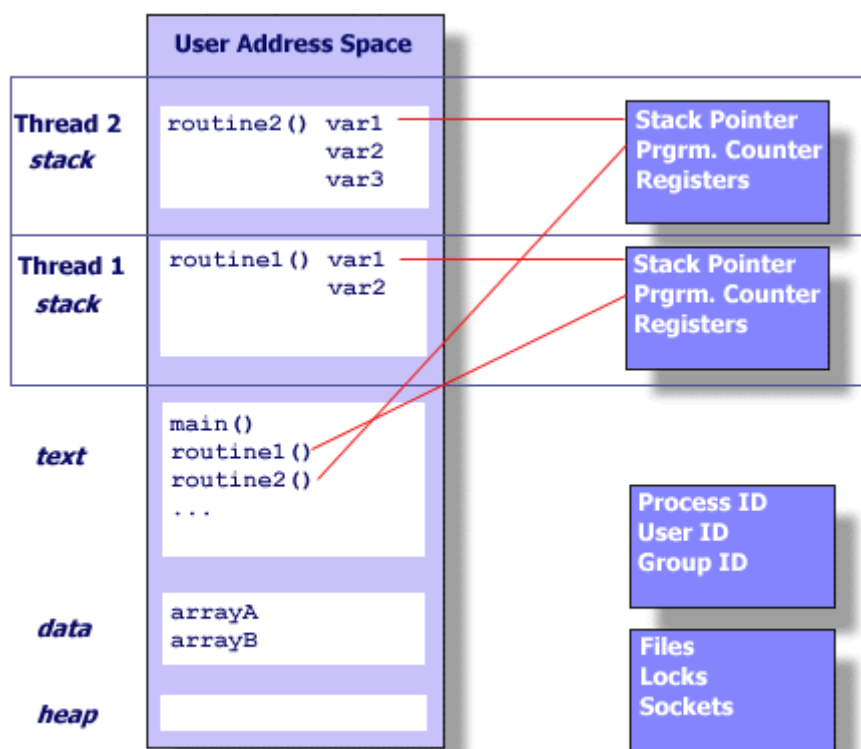 User Address Space
Thread 2
stack
routine2() var1
var2
var3
Stack Pointer
Prgrm. Counter
Registers
Thread 1
stack
routine1() var1
var2
Stack Pointer
Prgrm. Counter
Registers
text
main()
routine1()
routine2()
...
Process ID
User ID
Group ID
data
arrayA
arrayB
Files
Locks
Sockets
heap